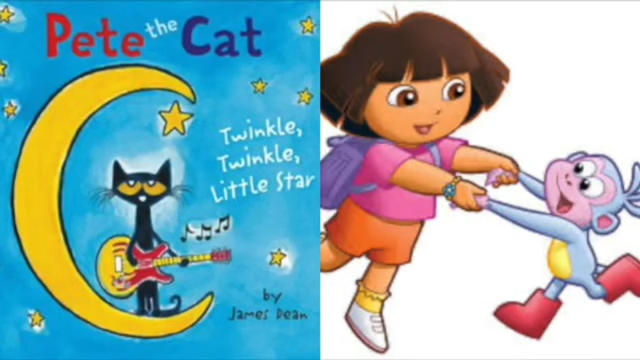 Pete the Cat
Twinkle,
Twinkle,
Little Star
by
James Dean